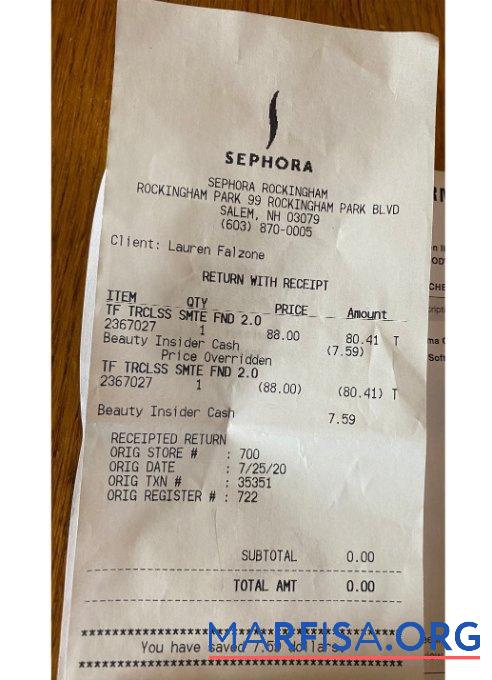 SEPHORA
SEPHORA ROCKINGHAM
ROCKINGHAM PARK 99 ROCKINGHAM PARK BLVD
SALEM, NH 03079
(603) 870-0005
Client: Lauren Falzone
RETURN WITH RECEIPT
ITEM QTY PRICE Amount
TF TRCLSS SMTE FND 2.0
2367027 1 88.00 80.41 T
Beauty Insider Cash (7.59)
Price Overridden
TF TRCLSS SMTE FND 2.0
2367027 1 (88.00) (80.41) T
Beauty Insider Cash 7.59
RECEIPTED RETURN
ORIG STORE # : 700
ORIG DATE : 7/25/20
ORIG TXN # : 35351
ORIG REGISTER # : 722
SUBTOTAL 0.00
TOTAL AMT 0.00
You have saved 7.59 dollars.
MARFISA.ORG